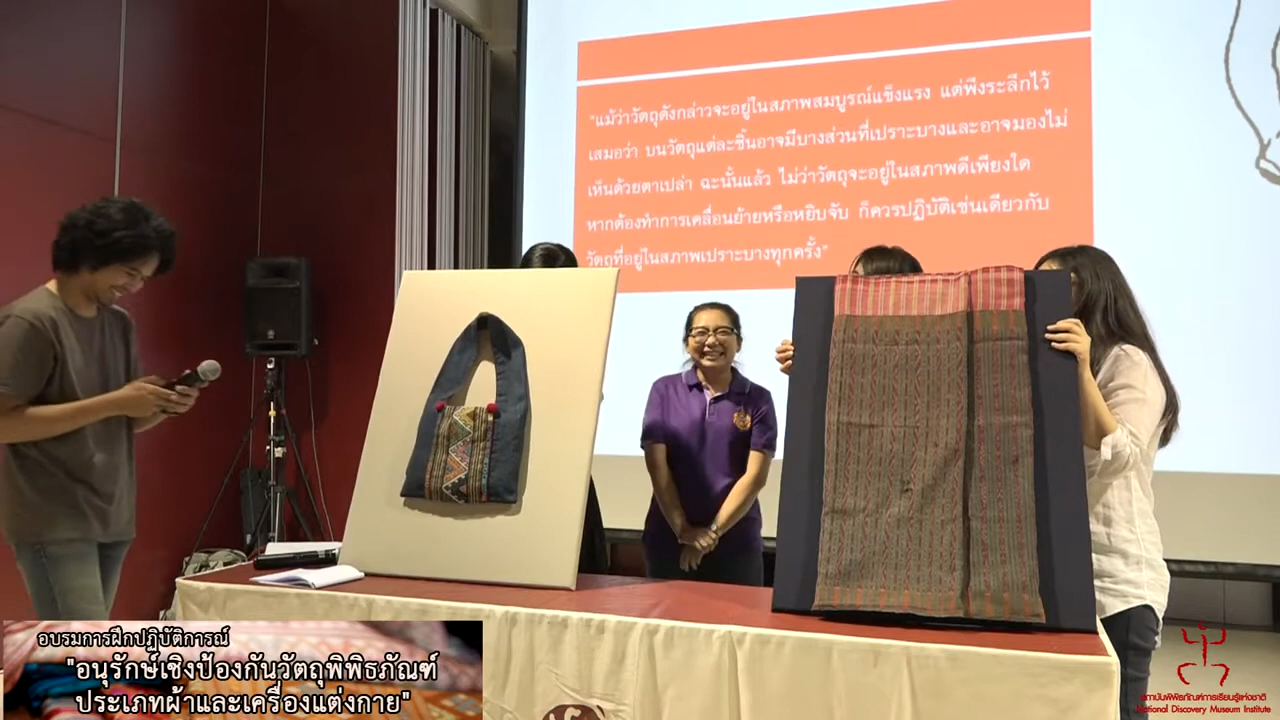 "แม้ว่าวัตถุดังกล่าวจะอยู่ในสภาพสมบูรณ์แข็งแรง แต่พึงระลึกไว้
เสมอว่า บนวัตถุแต่ละชิ้นอาจมีบางส่วนที่เปราะบางและอาจมองไม่
เห็นด้วยตาเปล่า ฉะนั้นแล้ว ไม่ว่าวัตถุจะอยู่ในสภาพดีเพียงใด
หากต้องทำการเคลื่อนย้ายหรือหยิบจับ ก็ควรปฏิบัติเช่นเดียวกับ
วัตถุที่อยู่ในสภาพเปราะบางทุกครั้ง"
อบรมการฝึกปฏิบัติการณ์
"อนุรักษ์เชิงป้องกันวัตถุพิพิธภัณฑ์
ประเภทผ้าและเครื่องแต่งกาย"
สถาบันพิพิธภัณฑ์การเรียนรู้แห่งชาติ
National Discovery Museum Institute